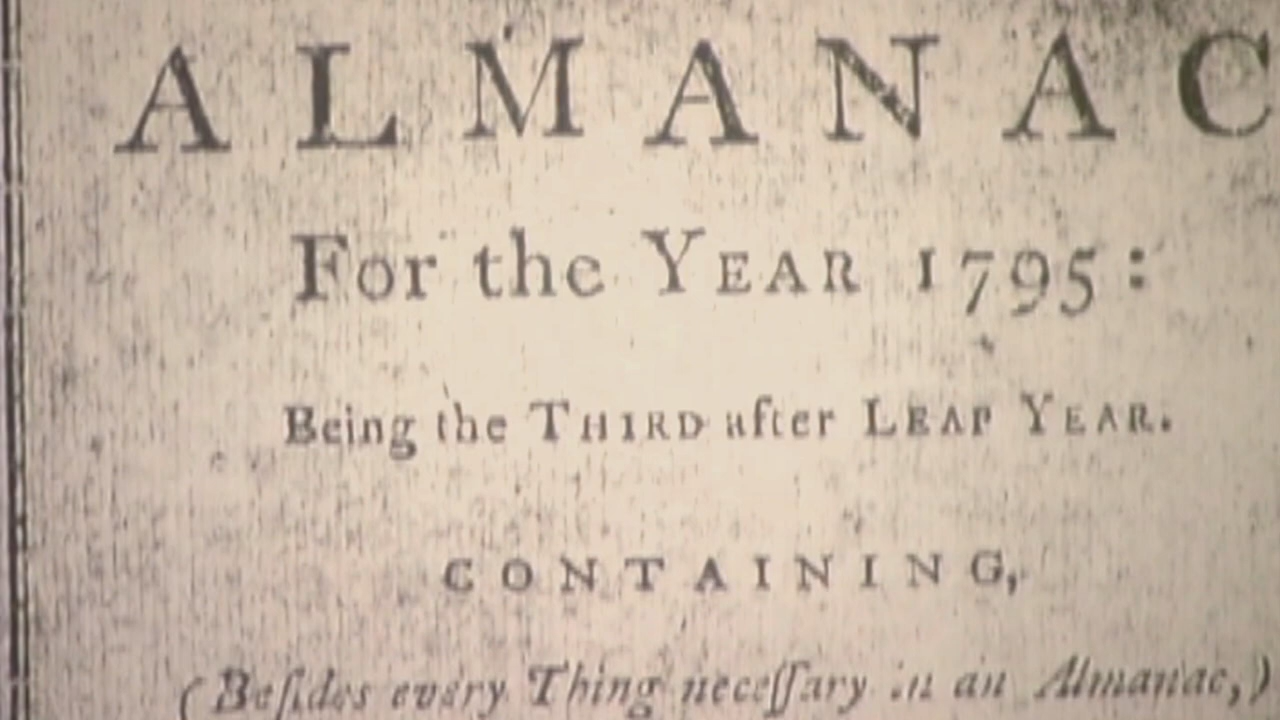 ALMANAC
For the YEAR 1795:
Being the THIRD after LEAP YEAR.
CONTAINING,
(Beſides every Thing neceſſary in an Almanac,)